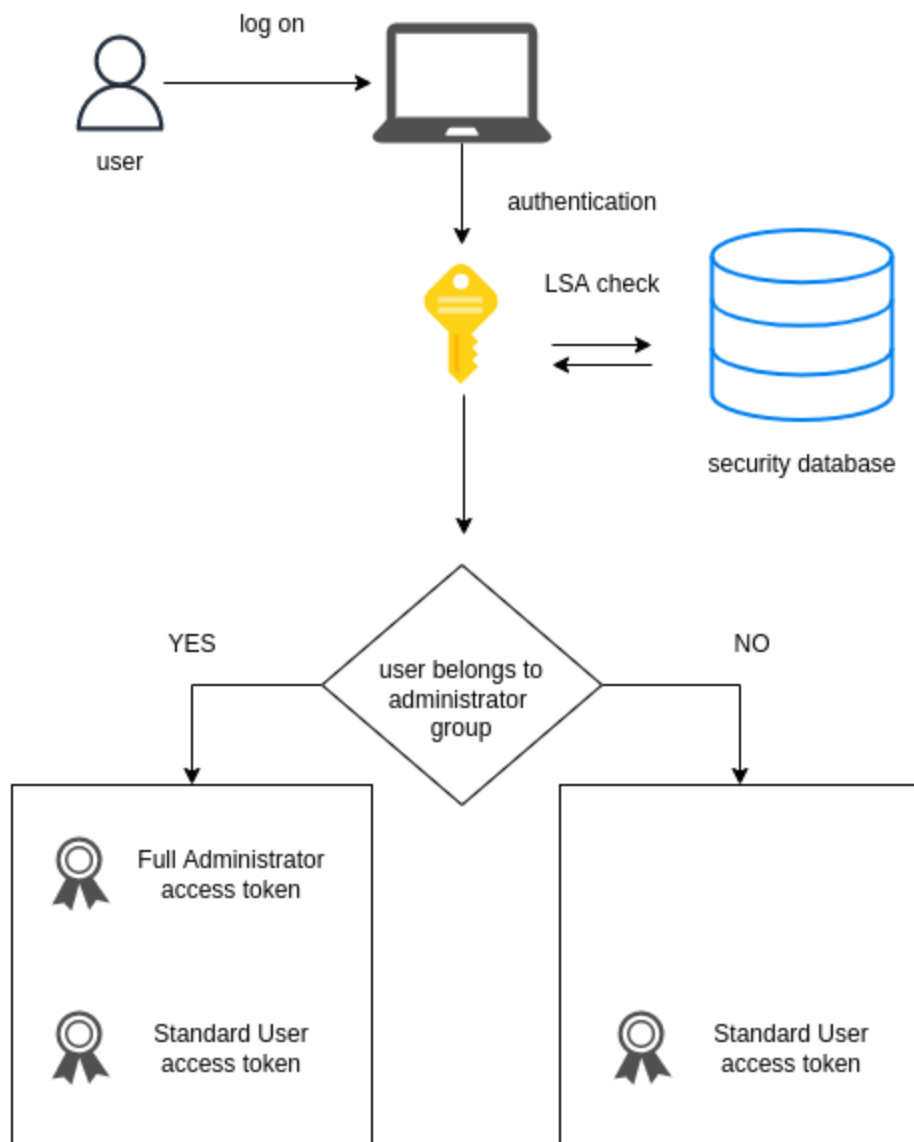 log on
user
authentication
LSA check
security database
YES
NO
user belongs to
administrator
group
Full Administrator
access token
Standard User
access token
Standard User
access token